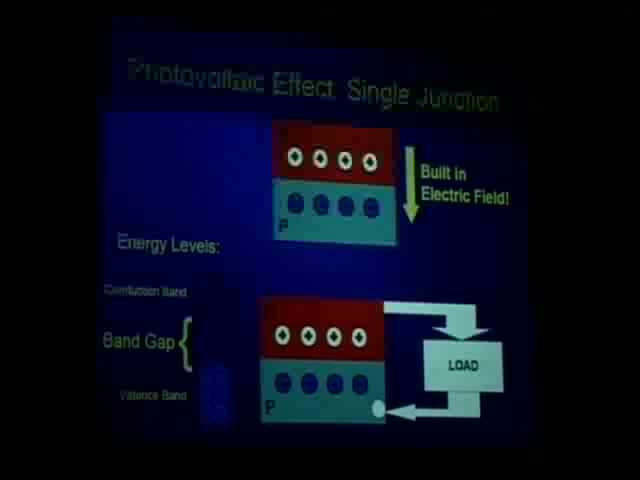 Photovoltaic Effect: Single Junction
Built in
Electric Field!
P
Energy Levels:
Conduction Band
Band Gap
Valence Band
P
LOAD